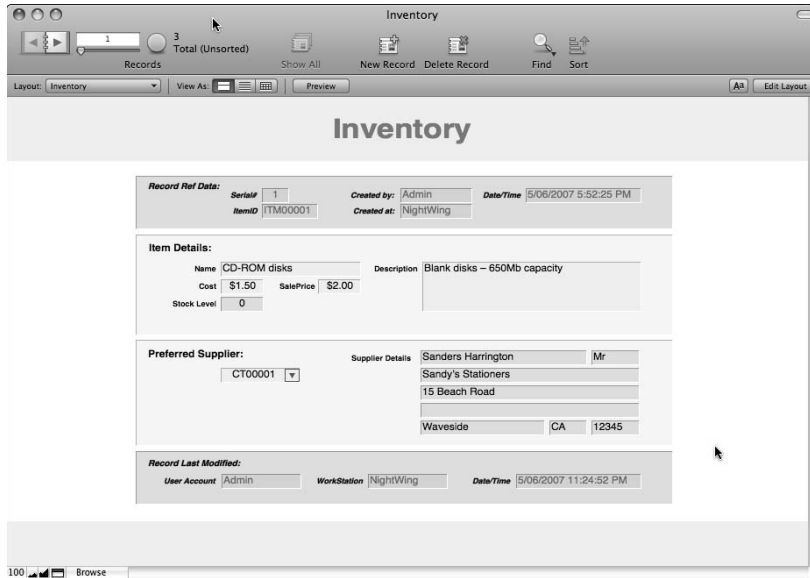 Inventory
1
3
Total (Unsorted)
Records
Show All
New Record
Delete Record
Find
Sort
Layout: Inventory
View As:
Preview
Aa
Edit Layout
Inventory
Record Ref Data:
Serial# 1
Created by: Admin
Date/Time 5/06/2007 5:52:25 PM
ItemID ITM00001
Created at: NightWing
Item Details:
Name CD-ROM disks
Description Blank disks – 650Mb capacity
Cost $1.50
SalePrice $2.00
Stock Level 0
Preferred Supplier:
CT00001
Supplier Details Sanders Harrington Mr
Sandy's Stationers
15 Beach Road
Waveside CA 12345
Record Last Modified:
User Account Admin
WorkStation NightWing
Date/Time 5/06/2007 11:24:52 PM
100
Browse